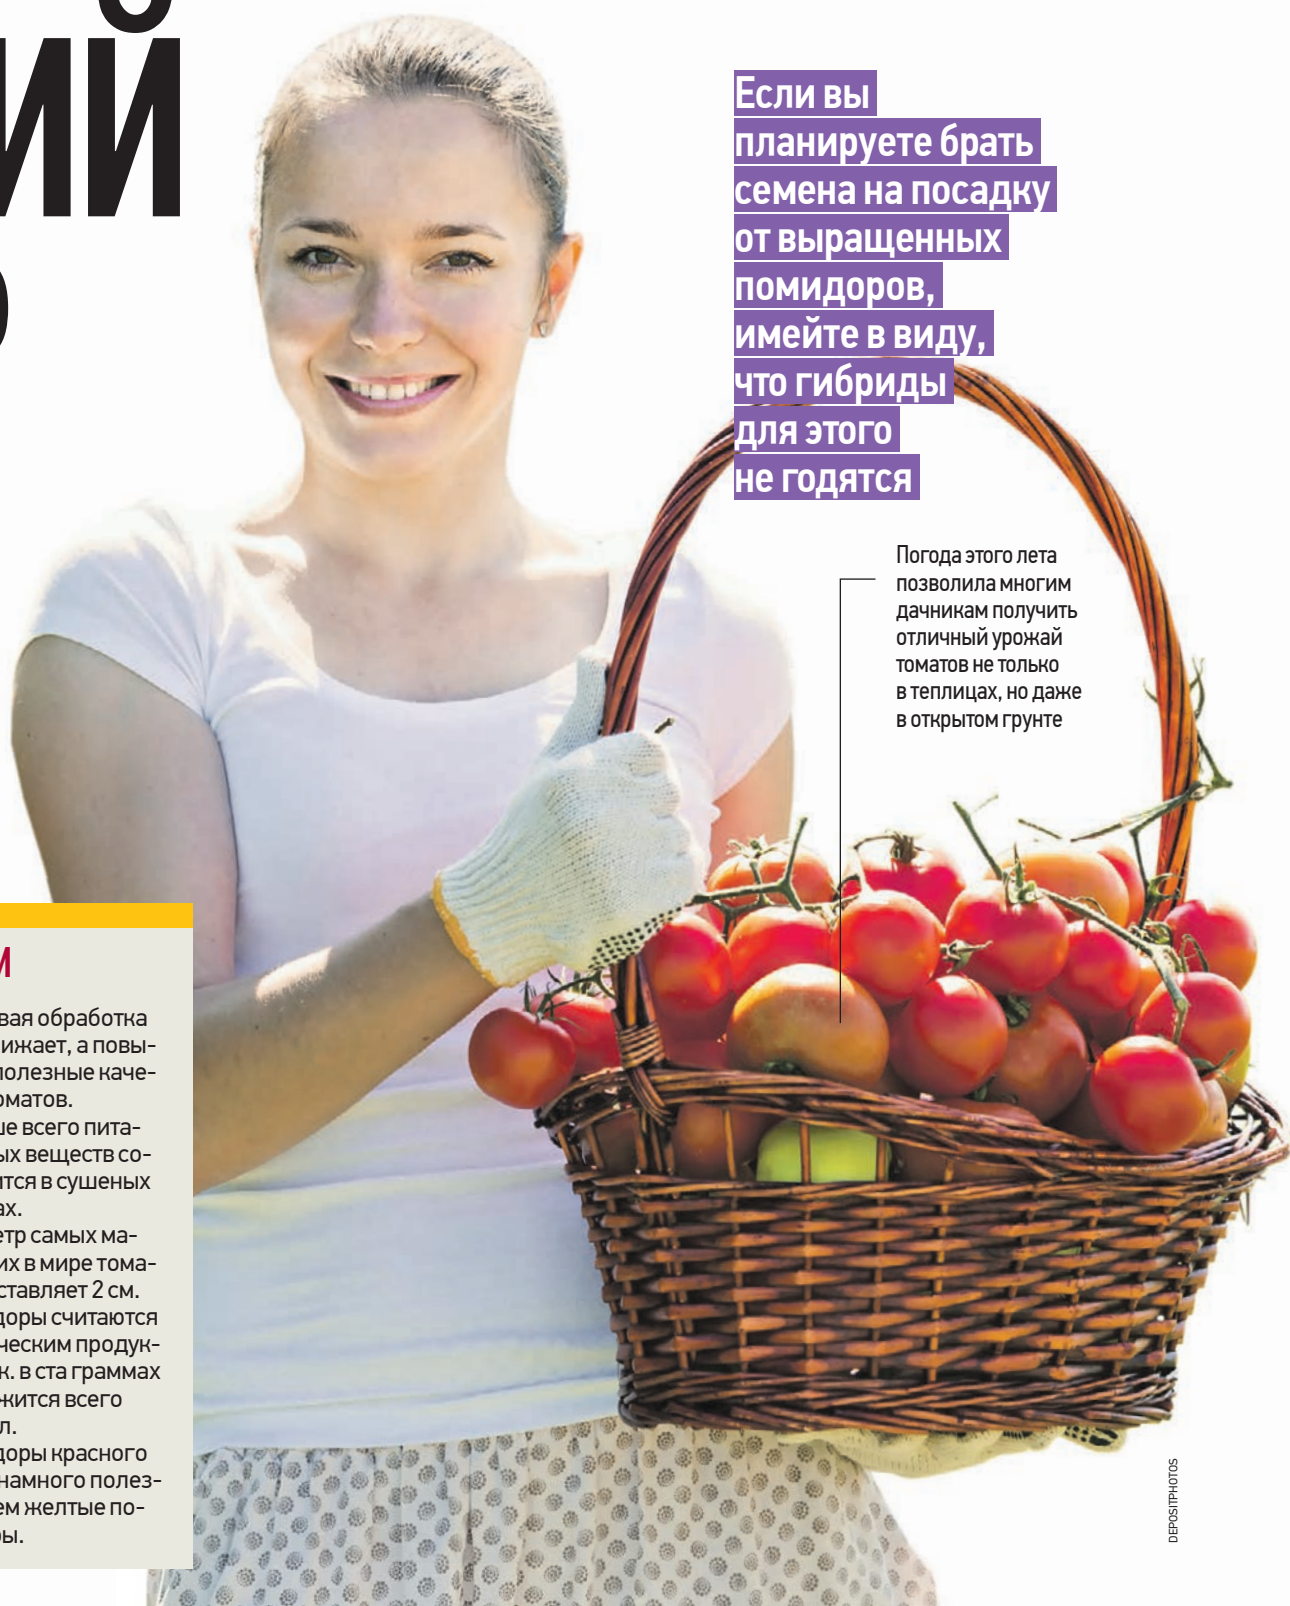 ИЙ
Если вы
планируете брать
семена на посадку
от выращенных
помидоров,
имейте в виду,
что гибриды
для этого
не годятся
Погода этого лета
позволила многим
дачникам получить
отличный урожай
томатов не только
в теплицах, но даже
в открытом грунте
вая обработка
ижает, а повы-
полезные каче-
оматов.
ше всего пита-
ых веществ со-
ится в сушеных
ах.
етр самых ма-
их в мире тома-
ставляет 2 см.
доры считаются
ческим продук-
к. в ста граммах
жится всего
л.
доры красного
намного полез-
ем желтые по-
ры.
DEPOSITPHOTOS